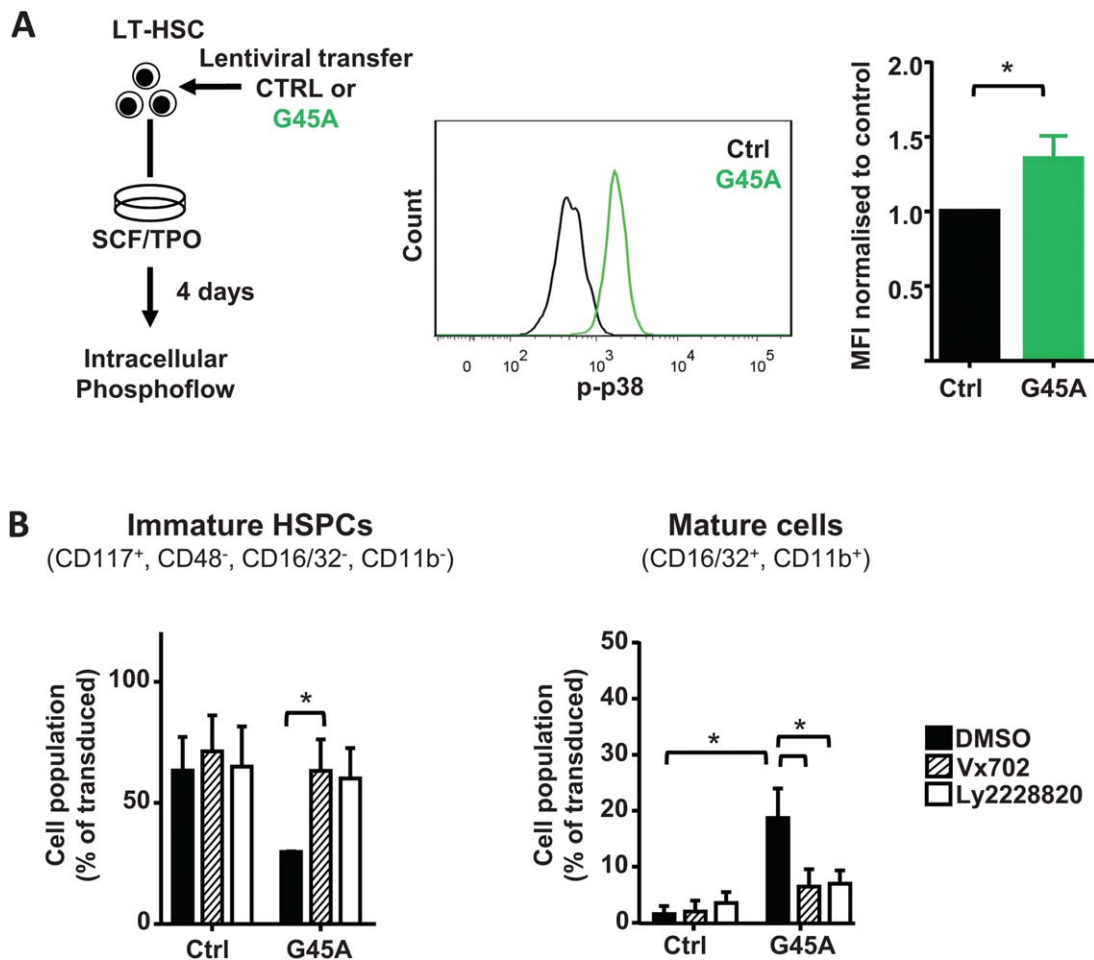 A
LT-HSC
Lentiviral transfer
CTRL or
G45A
SCF/TPO
4 days
Intracellular
Phosphoflow
Count
Ctrl
G45A
0 10² 10³ 10⁴ 10⁵
p-p38
MFI normalised to control
2.0
1.5
1.0
0.5
*
Ctrl G45A
B
Immature HSPCs
(CD117⁺, CD48⁻, CD16/32⁻, CD11b⁻)
Cell population
(% of transduced)
100
50
0
*
Ctrl G45A
Mature cells
(CD16/32⁺, CD11b⁺)
Cell population
(% of transduced)
50
40
30
20
10
0
*
*
Ctrl G45A
DMSO
Vx702
Ly2228820